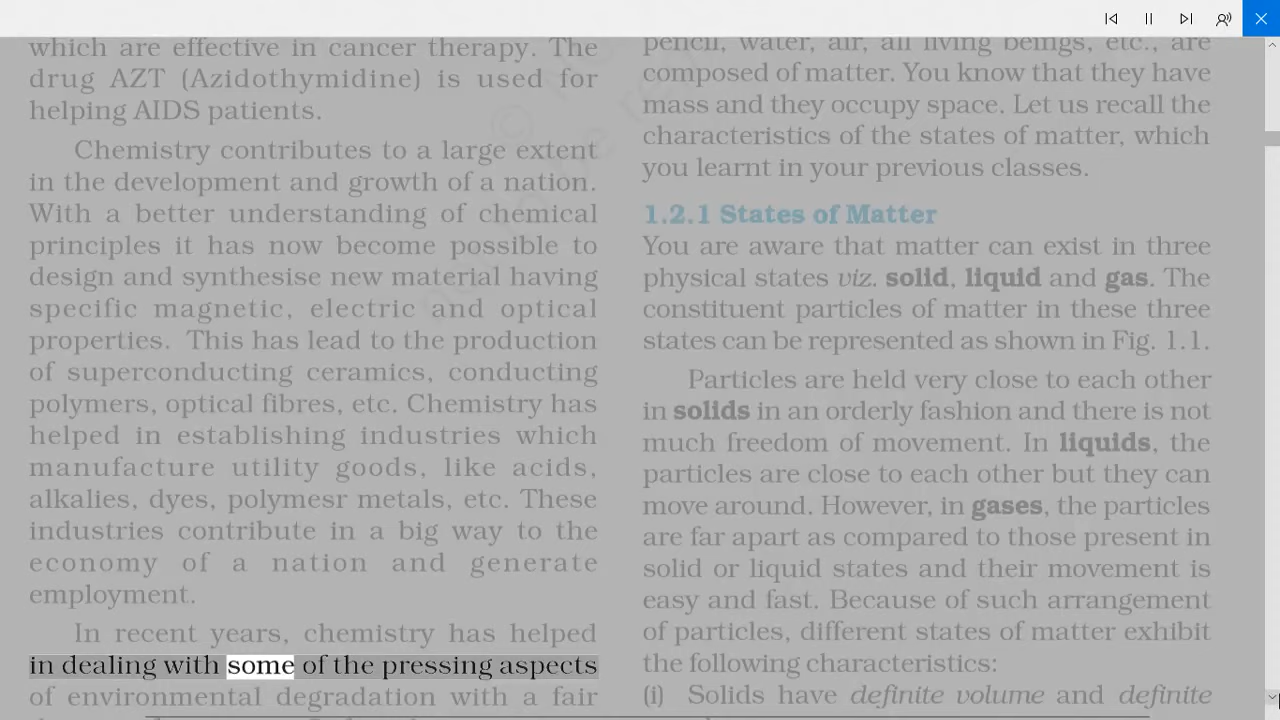 which are effective in cancer therapy. The
drug AZT (Azidothymidine) is used for
helping AIDS patients.
Chemistry contributes to a large extent
in the development and growth of a nation.
With a better understanding of chemical
principles it has now become possible to
design and synthesise new material having
specific magnetic, electric and optical
properties. This has lead to the production
of superconducting ceramics, conducting
polymers, optical fibres, etc. Chemistry has
helped in establishing industries which
manufacture utility goods, like acids,
alkalies, dyes, polymesr metals, etc. These
industries contribute in a big way to the
economy of a nation and generate
employment.
In recent years, chemistry has helped
in dealing with some of the pressing aspects
of environmental degradation with a fair
pencil, water, air, all living beings, etc., are
composed of matter. You know that they have
mass and they occupy space. Let us recall the
characteristics of the states of matter, which
you learnt in your previous classes.
1.2.1 States of Matter
You are aware that matter can exist in three
physical states viz. solid, liquid and gas. The
constituent particles of matter in these three
states can be represented as shown in Fig. 1.1.
Particles are held very close to each other
in solids in an orderly fashion and there is not
much freedom of movement. In liquids, the
particles are close to each other but they can
move around. However, in gases, the particles
are far apart as compared to those present in
solid or liquid states and their movement is
easy and fast. Because of such arrangement
of particles, different states of matter exhibit
the following characteristics:
(i) Solids have definite volume and definite